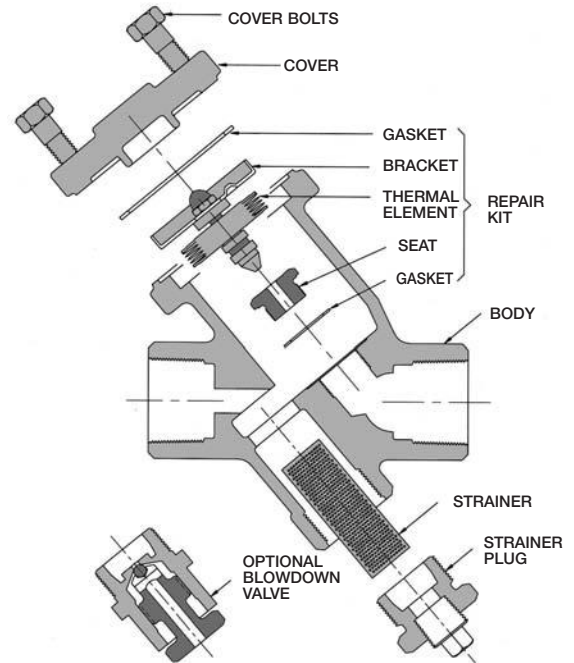 COVER BOLTS
COVER
GASKET
BRACKET
THERMAL
ELEMENT
REPAIR
KIT
SEAT
GASKET
BODY
STRAINER
STRAINER
PLUG
OPTIONAL
BLOWDOWN
VALVE